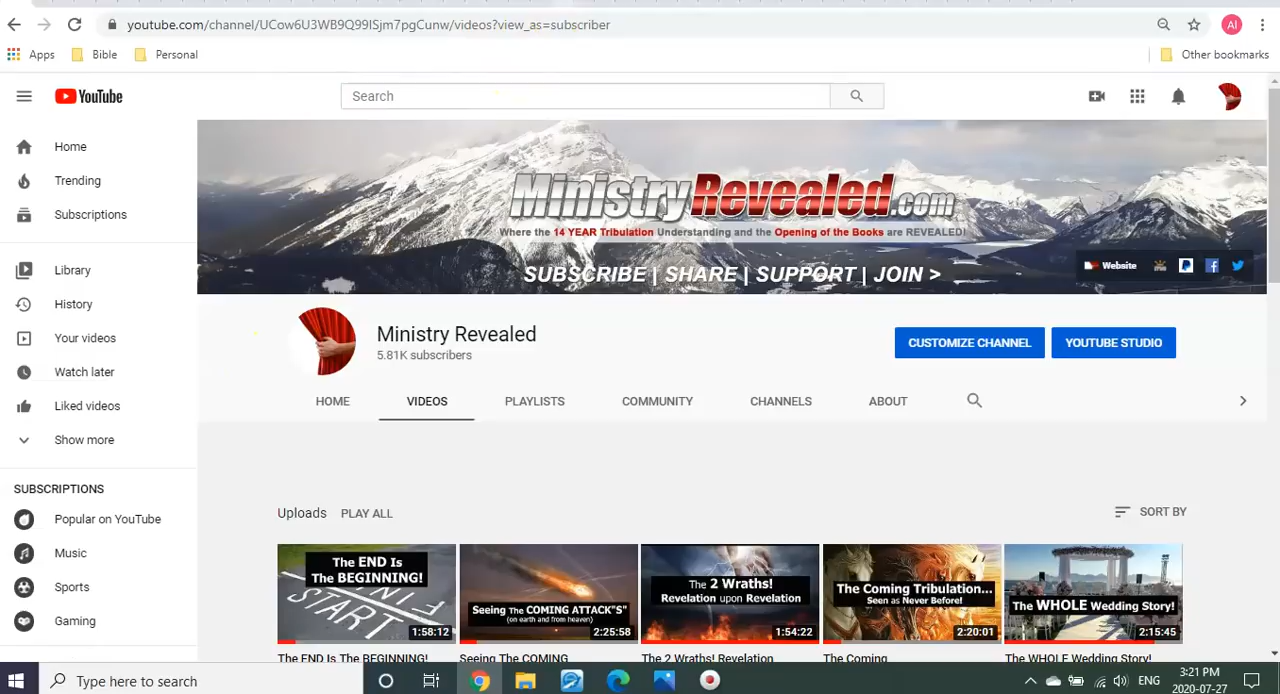 youtube.com/channel/UCow6U3WB9Q99ISjm7pgCunw/videos?view_as=subscriber
AI
Apps Bible Personal Other bookmarks
YouTube
Search
Home
Trending
Subscriptions
Library
History
Your videos
Watch later
Liked videos
Show more
SUBSCRIPTIONS
Popular on YouTube
Music
Sports
Gaming
MinistryRevealed.com
Where the 14 YEAR Tribulation Understanding and the Opening of the Books are REVEALED!
SUBSCRIBE | SHARE | SUPPORT | JOIN >
Website
Ministry Revealed
5.81K subscribers
CUSTOMIZE CHANNEL YOUTUBE STUDIO
HOME VIDEOS PLAYLISTS COMMUNITY CHANNELS ABOUT
Uploads PLAY ALL SORT BY
The END Is
The BEGINNING!
START
FINISH
1:58:12
Seeing The COMING ATTACK"S"
(on earth and from heaven)
2:25:58
The 2 Wraths!
Revelation upon Revelation
1:54:22
The Coming Tribulation...
Seen as Never Before!
2:20:01
The WHOLE Wedding Story!
2:15:45
The END Is The BEGINNING!
Seeing The COMING
The 2 Wraths! Revelation
The Coming
The WHOLE Wedding Story!
Type here to search
ENG
3:21 PM
2020-07-27